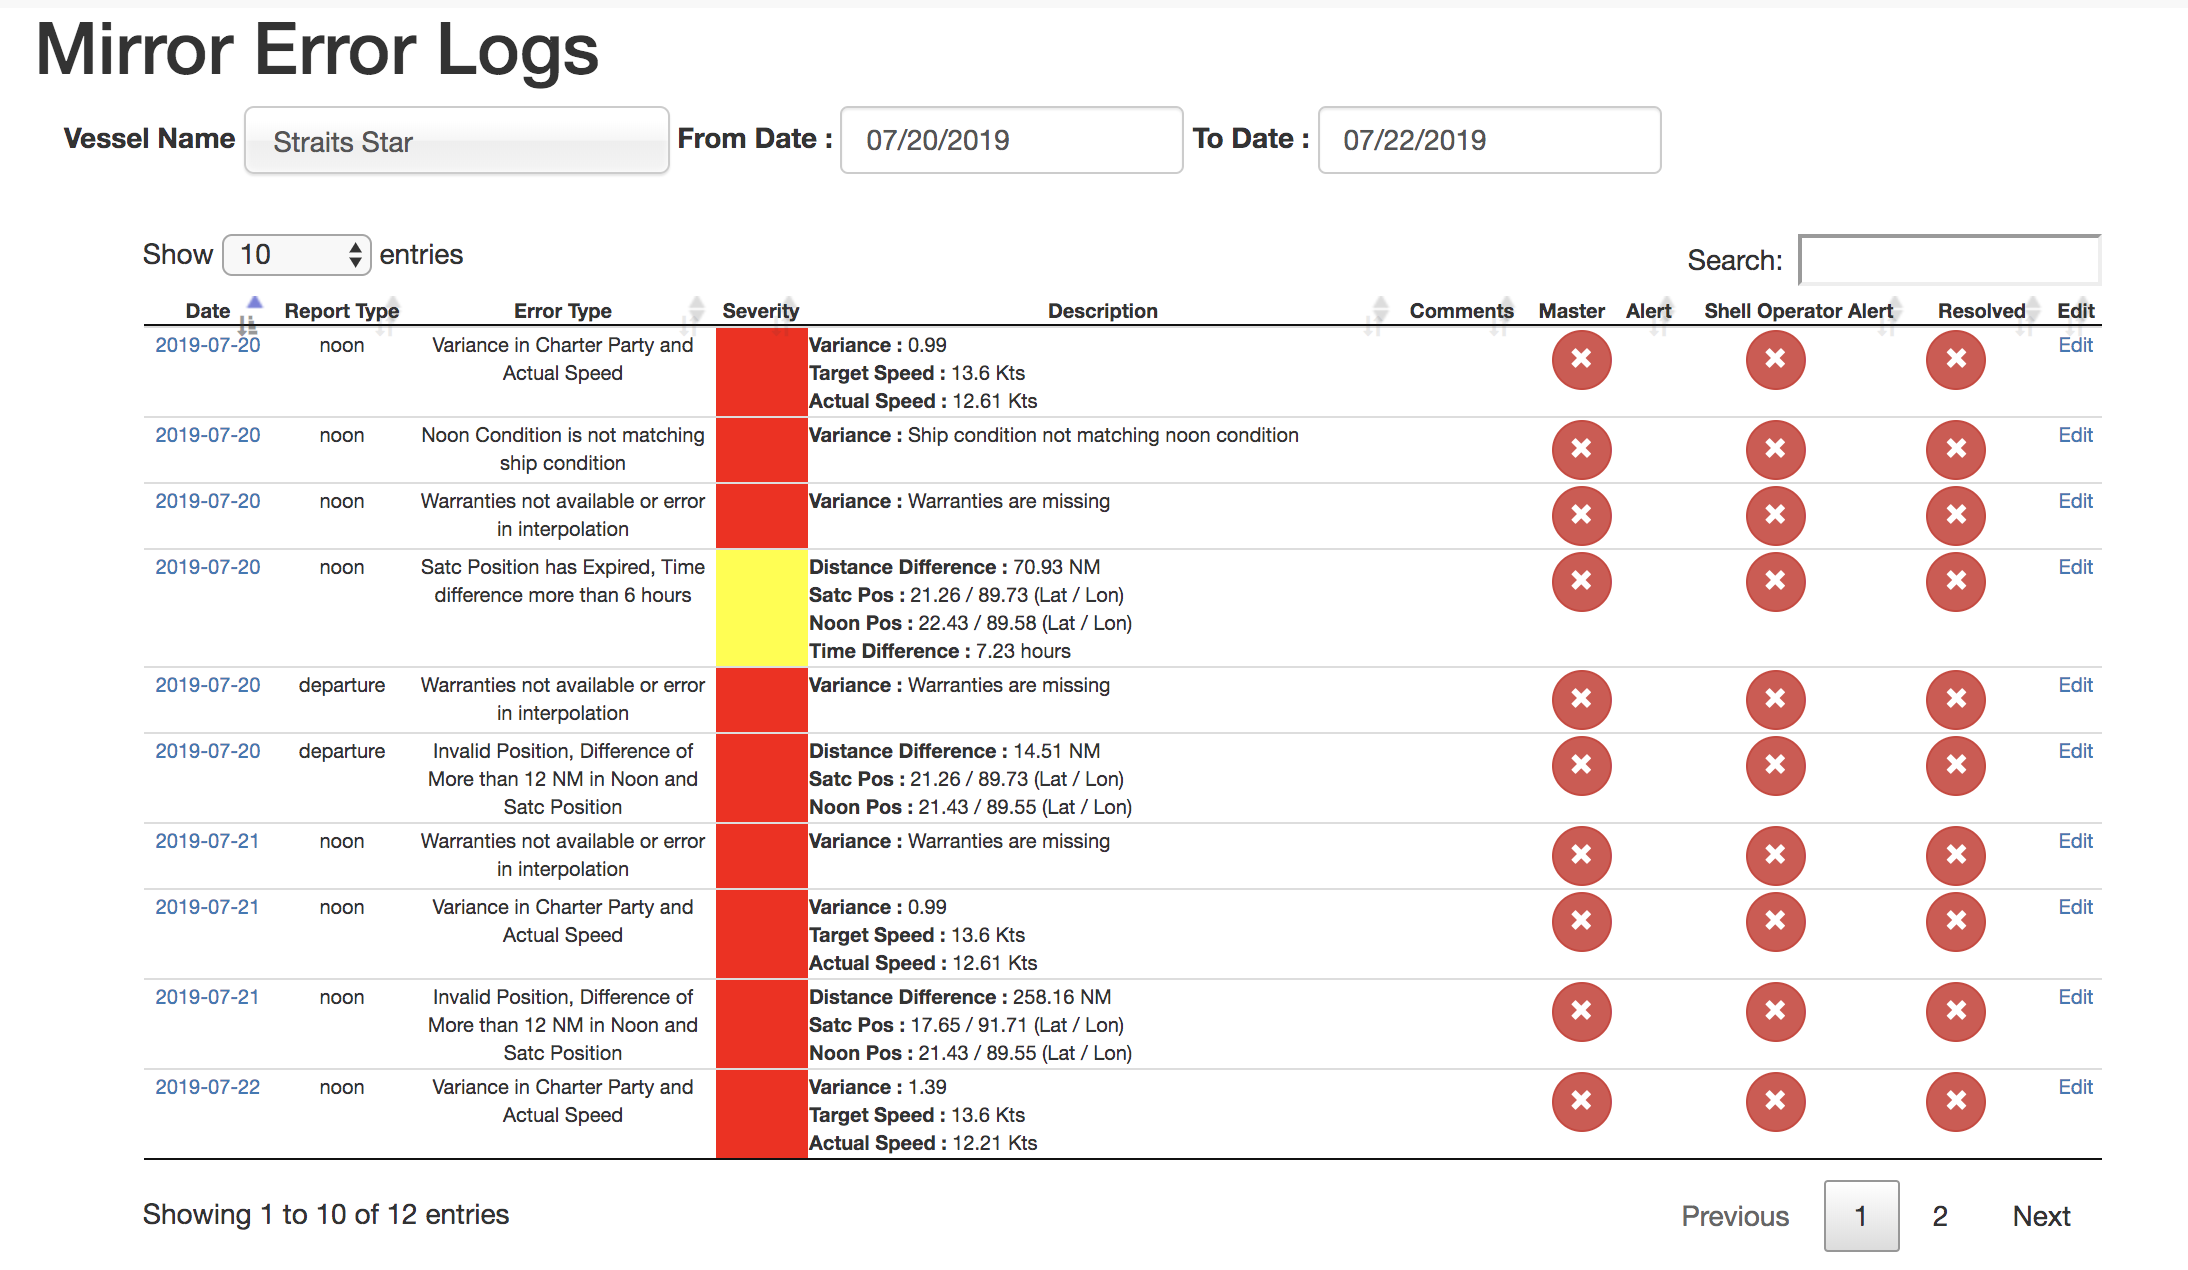 Mirror Error Logs
Vessel Name Straits Star From Date : 07/20/2019 To Date : 07/22/2019
Show 10 entries Search:
Date Report Type Error Type Severity Description Comments Master Alert Shell Operator Alert Resolved Edit
2019-07-20 noon Variance in Charter Party and Variance : 0.99 Edit
Actual Speed Target Speed : 13.6 Kts
Actual Speed : 12.61 Kts
2019-07-20 noon Noon Condition is not matching Variance : Ship condition not matching noon condition Edit
ship condition
2019-07-20 noon Warranties not available or error Variance : Warranties are missing Edit
in interpolation
2019-07-20 noon Satc Position has Expired, Time Distance Difference : 70.93 NM Edit
difference more than 6 hours Satc Pos : 21.26 / 89.73 (Lat / Lon)
Noon Pos : 22.43 / 89.58 (Lat / Lon)
Time Difference : 7.23 hours
2019-07-20 departure Warranties not available or error Variance : Warranties are missing Edit
in interpolation
2019-07-20 departure Invalid Position, Difference of Distance Difference : 14.51 NM Edit
More than 12 NM in Noon and Satc Pos : 21.26 / 89.73 (Lat / Lon)
Satc Position Noon Pos : 21.43 / 89.55 (Lat / Lon)
2019-07-21 noon Warranties not available or error Variance : Warranties are missing Edit
in interpolation
2019-07-21 noon Variance in Charter Party and Variance : 0.99 Edit
Actual Speed Target Speed : 13.6 Kts
Actual Speed : 12.61 Kts
2019-07-21 noon Invalid Position, Difference of Distance Difference : 258.16 NM Edit
More than 12 NM in Noon and Satc Pos : 17.65 / 91.71 (Lat / Lon)
Satc Position Noon Pos : 21.43 / 89.55 (Lat / Lon)
2019-07-22 noon Variance in Charter Party and Variance : 1.39 Edit
Actual Speed Target Speed : 13.6 Kts
Actual Speed : 12.21 Kts
Showing 1 to 10 of 12 entries Previous 1 2 Next